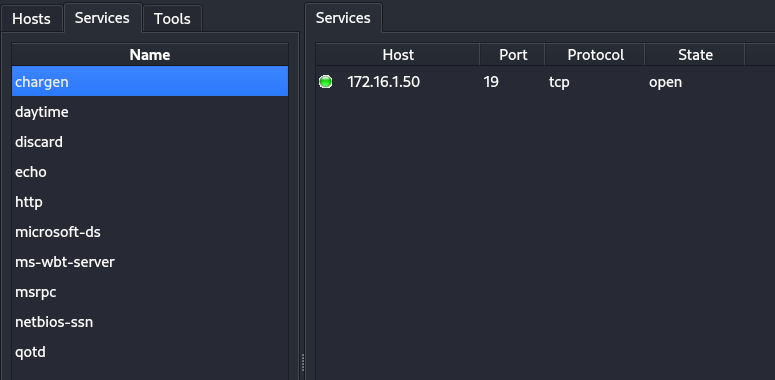 Hosts Services Tools
Name
chargen
daytime
discard
echo
http
microsoft-ds
ms-wbt-server
msrpc
netbios-ssn
qotd
Services
Host Port Protocol State
172.16.1.50 19 tcp open